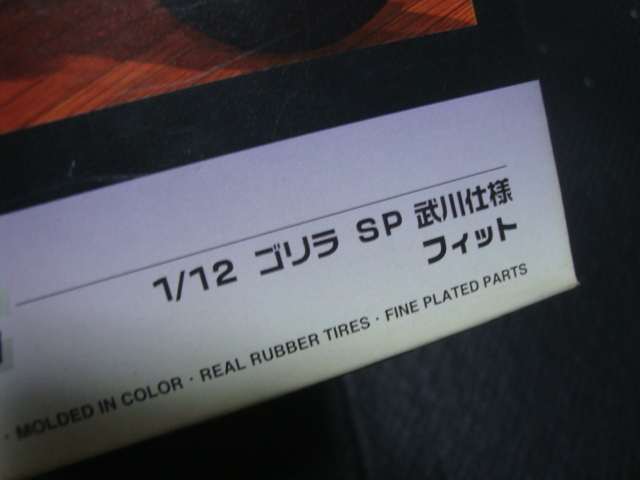 1/12 ゴリラ SP 武川仕様
フィット
· MOLDED IN COLOR · REAL RUBBER TIRES · FINE PLATED PARTS